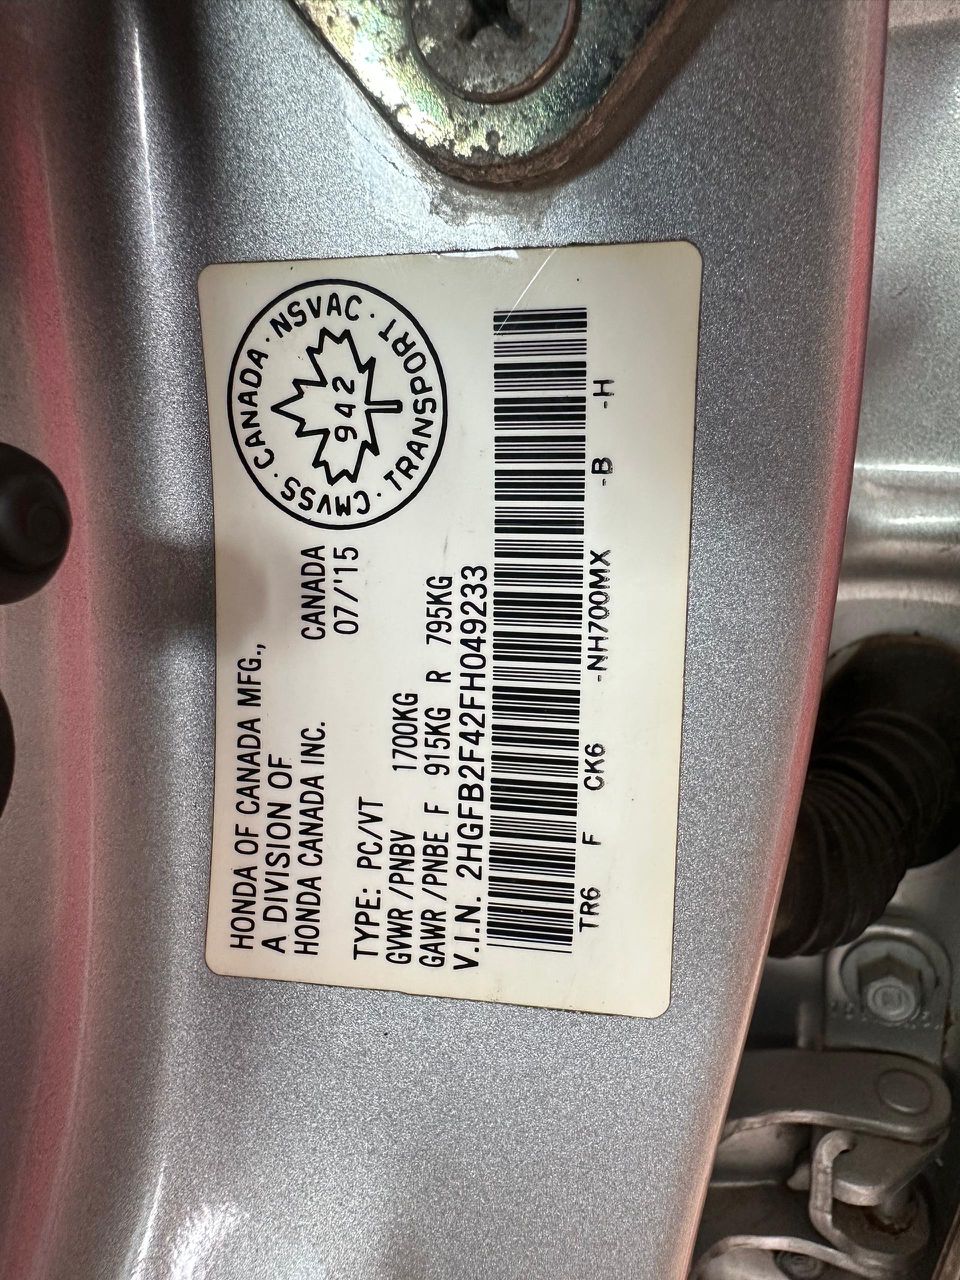 HONDA OF CANADA MFG.,
A DIVISION OF
HONDA CANADA INC.
CANADA
07/'15
TYPE: PC/VT
GVWR/PNBV 1700KG
GAWR/PNBE F 915KG R 795KG
V.I.N. 2HGFB2F42FH049233
TR6 F CK6 -NH700MX -B -H
CANADA · NSVAC · TRANSPORT · CMVSS ·
942